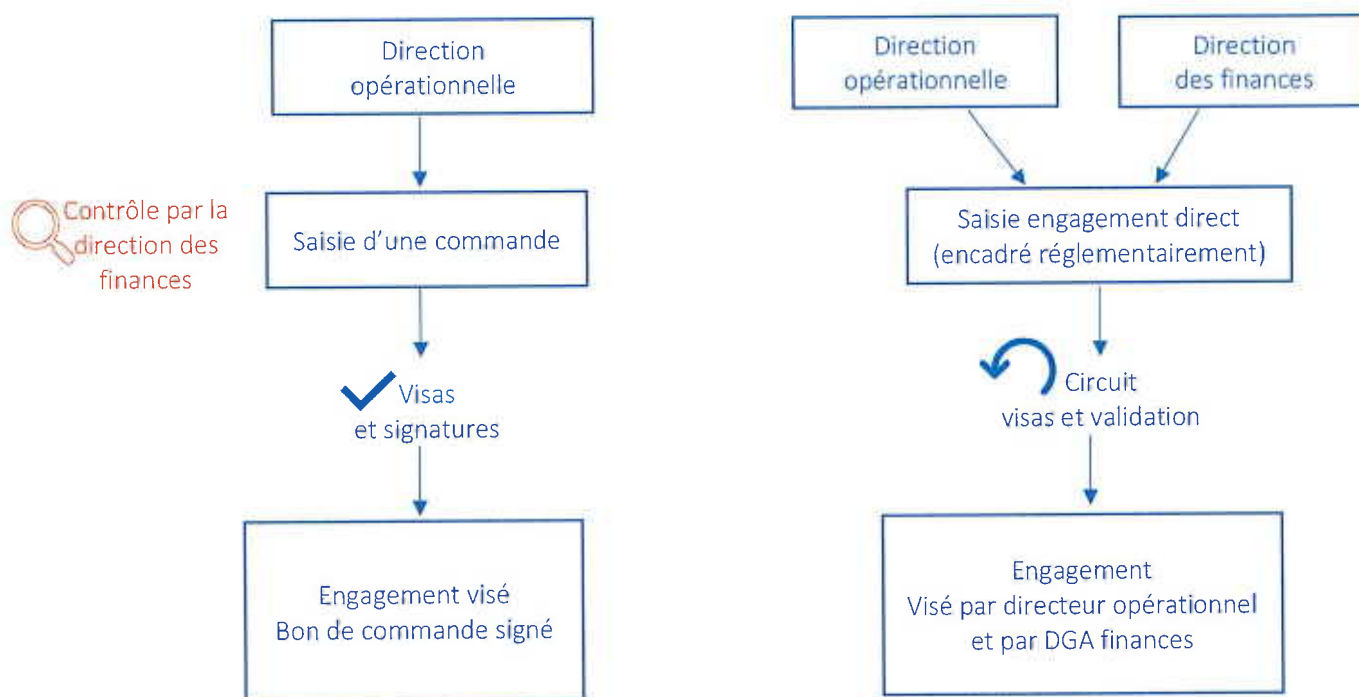 Direction
opérationnelle
Contrôle par la
direction des
finances
Saisie d'une commande
Visas
et signatures
Engagement visé
Bon de commande signé
Direction
opérationnelle
Direction
des finances
Saisie engagement direct
(encadré réglementairement)
Circuit
visas et validation
Engagement
Visé par directeur opérationnel
et par DGA finances